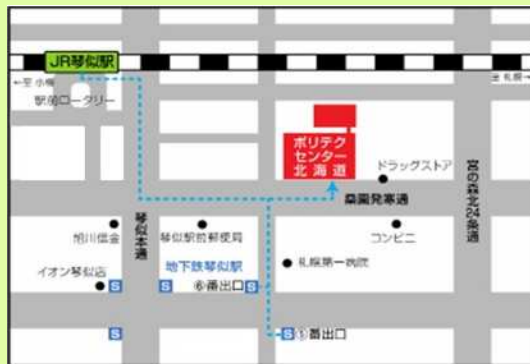 JR琴似駅
←至 小樽
至 札幌→
駅前ロータリー
ポリテク
センター
北海道
ドラッグストア
宮の森北24条通
桑園発寒通
琴似本通
旭川信金
琴似駅前郵便局
コンビニ
地下鉄琴似駅
札幌第一病院
イオン琴似店
S
S
⑥番出口
S
S
S
①番出口